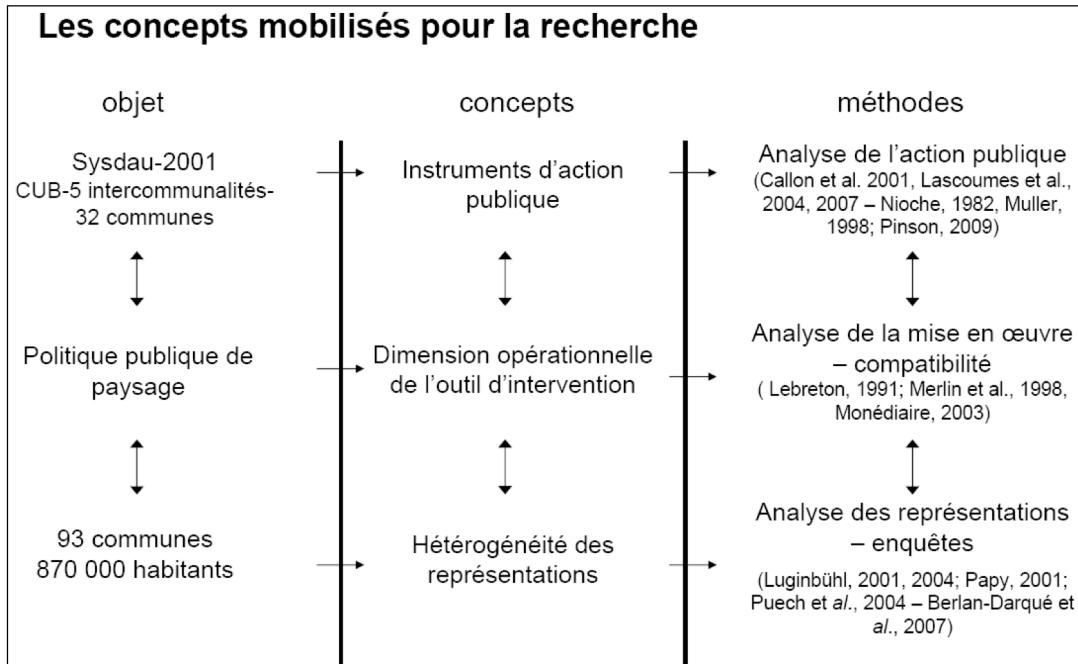 Les concepts mobilisés pour la recherche
objet
concepts
méthodes
Sysdau-2001
CUB-5 intercommunalités-
32 communes
Instruments d'action
publique
Analyse de l'action publique
(Callon et al. 2001, Lascoumes et al.,
2004, 2007 – Nioche, 1982, Muller,
1998; Pinson, 2009)
Politique publique de
paysage
Dimension opérationnelle
de l'outil d'intervention
Analyse de la mise en œuvre
– compatibilité
( Lebreton, 1991; Merlin et al., 1998,
Monédiaire, 2003)
93 communes
870 000 habitants
Hétérogénéité des
représentations
Analyse des représentations
– enquêtes
(Luginbühl, 2001, 2004; Papy, 2001;
Puech et al., 2004 – Berlan-Darqué et
al., 2007)